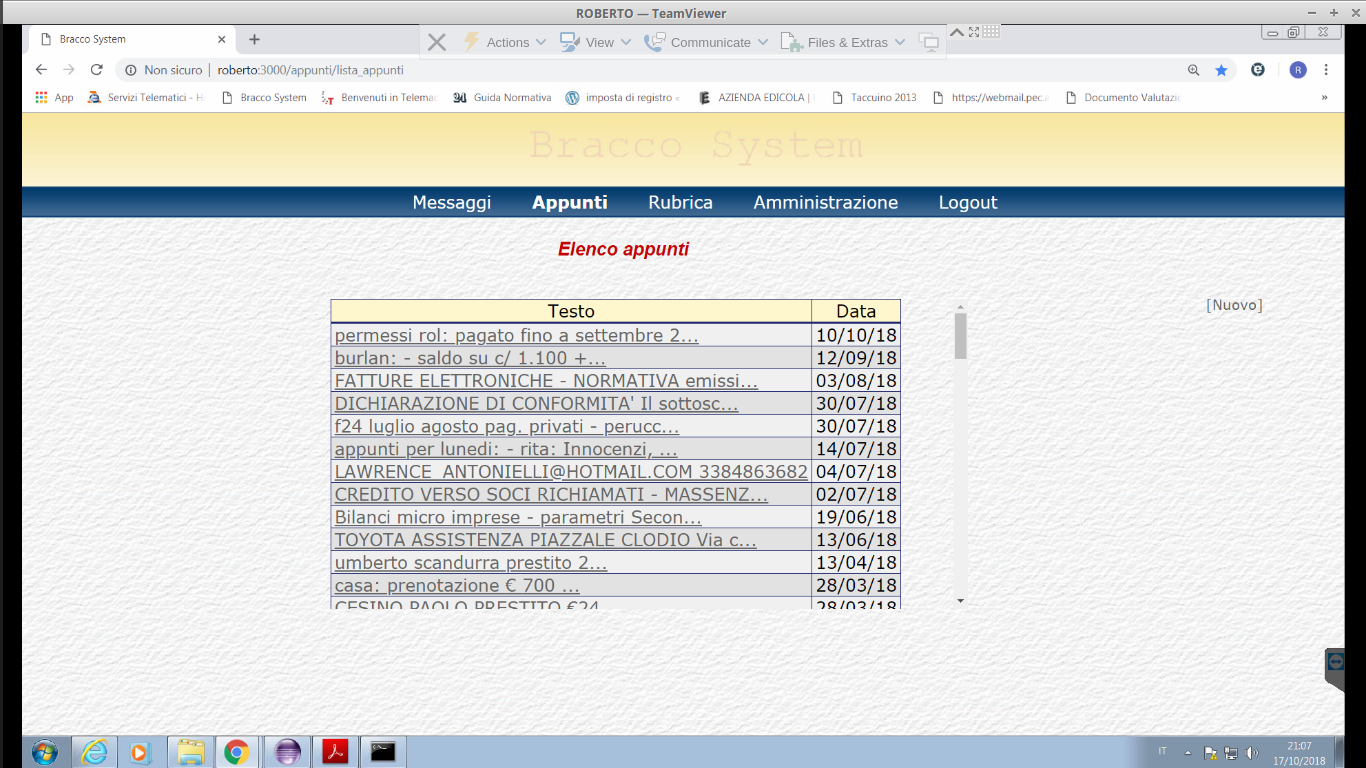 ROBERTO — TeamViewer
Bracco System
Actions View Communicate Files & Extras
Non sicuro | roberto:3000/appunti/lista_appunti
App Servizi Telematici - Bracco System Benvenuti in Telemac Guida Normativa imposta di registro « AZIENDA EDICOLA | Taccuino 2013 https://webmail.pec. Documento Valutazi »
Bracco System
Messaggi Appunti Rubrica Amministrazione Logout
Elenco appunti
[Nuovo]
Testo Data
permessi rol: pagato fino a settembre 2... 10/10/18
burlan: - saldo su c/ 1.100 +... 12/09/18
FATTURE ELETTRONICHE - NORMATIVA emissi... 03/08/18
DICHIARAZIONE DI CONFORMITA' Il sottosc... 30/07/18
f24 luglio agosto pag. privati - perucc... 30/07/18
appunti per lunedi: - rita: Innocenzi, ... 14/07/18
LAWRENCE_ANTONIELLI@HOTMAIL.COM 3384863682 04/07/18
CREDITO VERSO SOCI RICHIAMATI - MASSENZ... 02/07/18
Bilanci micro imprese - parametri Secon... 19/06/18
TOYOTA ASSISTENZA PIAZZALE CLODIO Via c... 13/06/18
umberto scandurra prestito 2... 13/04/18
casa: prenotazione € 700 ... 28/03/18
CESINO PAOLO PRESTITO €24 28/03/18
IT
21:07
17/10/2018